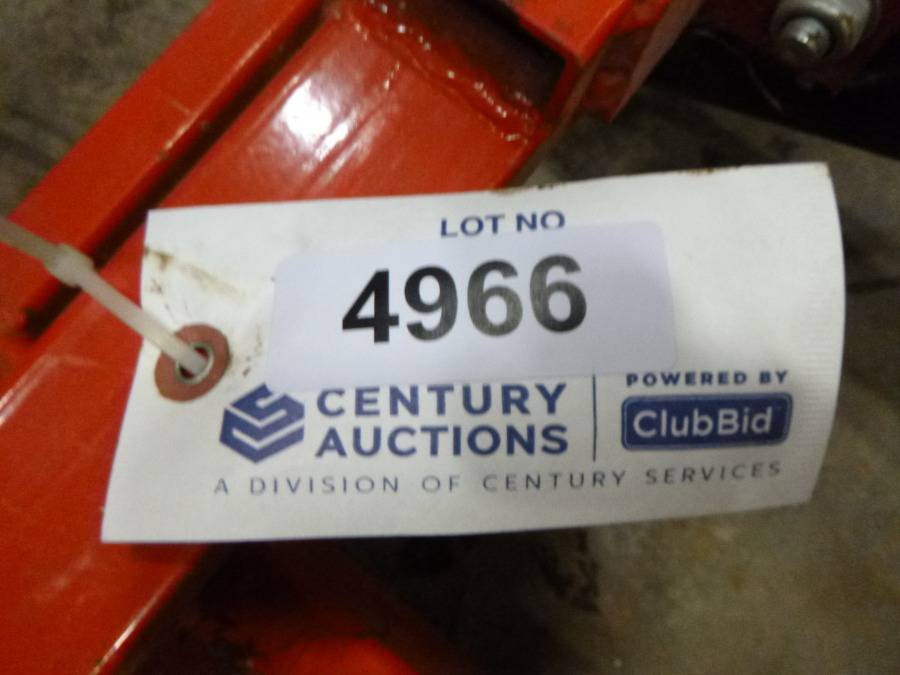 LOT NO
4966
CENTURY
AUCTIONS
POWERED BY
ClubBid
A DIVISION OF CENTURY SERVICES